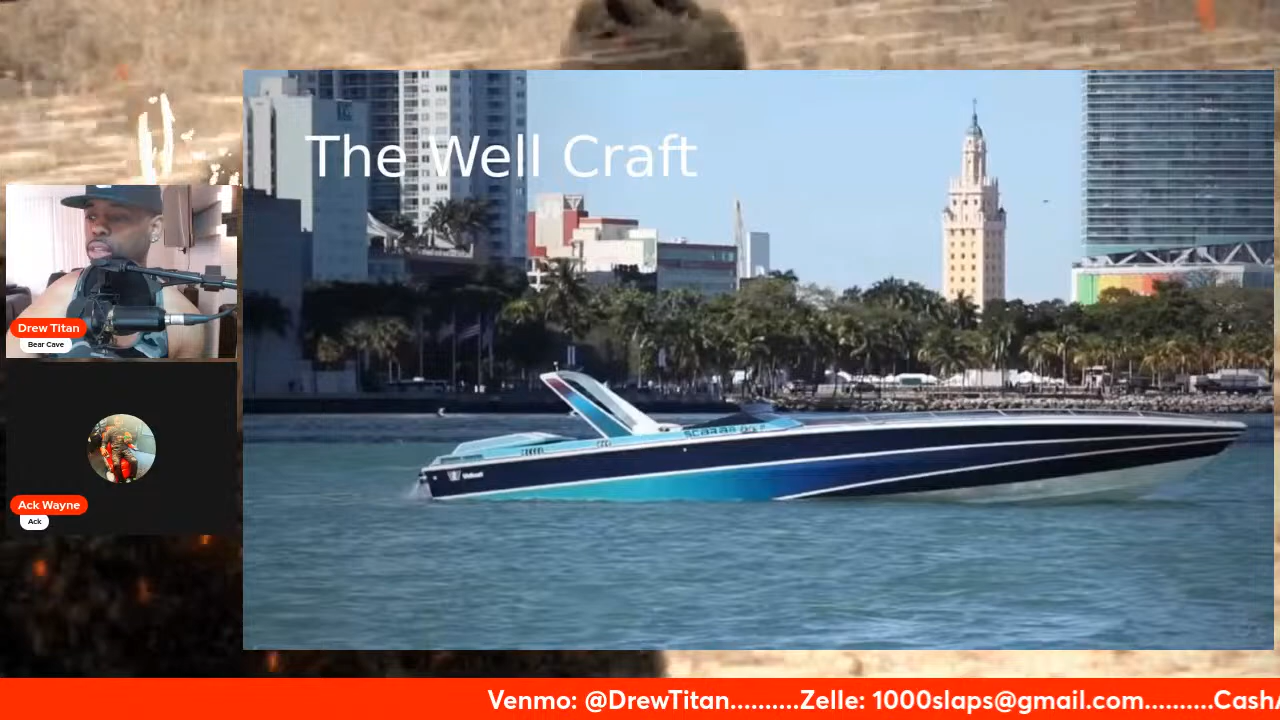 The Well Craft
Drew Titan
Bear Cave
Ack Wayne
Ack
Venmo: @DrewTitan..........Zelle: 1000slaps@gmail.com..........Cash